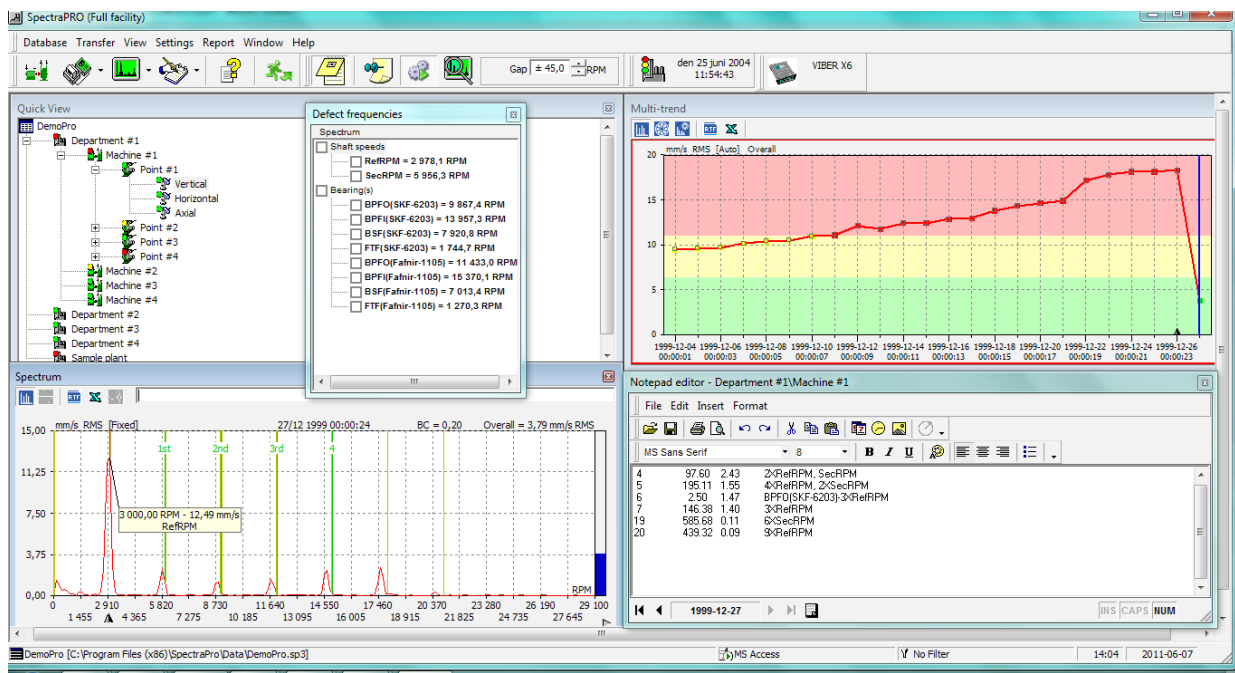 SpectraPRO (Full facility)
Database Transfer View Settings Report Window Help
Gap ± 45,0 RPM
den 25 juni 2004
11:54:43
VIBER X6
Quick View
DemoPro
Department #1
Machine #1
Point #1
Vertical
Horizontal
Axial
Point #2
Point #3
Point #4
Machine #2
Machine #3
Machine #4
Department #2
Department #3
Department #4
Sample plant
Defect frequencies
Spectrum
Shaft speeds
RefRPM = 2 978,1 RPM
SecRPM = 5 956,3 RPM
Bearing(s)
BPFO(SKF-6203) = 9 867,4 RPM
BPFI(SKF-6203) = 13 957,3 RPM
BSF(SKF-6203) = 7 920,8 RPM
FTF(SKF-6203) = 1 744,7 RPM
BPFO(Fafnir-1105) = 11 433,0 RPM
BPFI(Fafnir-1105) = 15 370,1 RPM
BSF(Fafnir-1105) = 7 013,4 RPM
FTF(Fafnir-1105) = 1 270,3 RPM
Multi-trend
RTF
mm/s RMS [Auto] Overall
20
15
10
5
0
1999-12-04 1999-12-06 1999-12-08 1999-12-10 1999-12-12 1999-12-14 1999-12-16 1999-12-18 1999-12-20 1999-12-22 1999-12-24 1999-12-26
00:00:01 00:00:03 00:00:05 00:00:07 00:00:09 00:00:11 00:00:13 00:00:15 00:00:17 00:00:19 00:00:21 00:00:23
Spectrum
RTF
mm/s RMS [Fixed] 27/12 1999 00:00:24 BC = 0,20 Overall = 3,79 mm/s RMS
15,00
1st 2nd 3rd 4
11,25
7,50
3 000,00 RPM - 12,49 mm/s
RefRPM
3,75
0,00
RPM
0 2 910 5 820 8 730 11 640 14 550 17 460 20 370 23 280 26 190 29 100
1 455 4 365 7 275 10 185 13 095 16 005 18 915 21 825 24 735 27 645
Notepad editor - Department #1\Machine #1
File Edit Insert Format
MS Sans Serif 8 B I U
4 97.60 2.43 2XRefRPM, SecRPM
5 195.11 1.55 4XRefRPM, 2XSecRPM
6 2.50 1.47 BPFO(SKF-6203)-3XRefRPM
7 146.38 1.40 3XRefRPM
19 585.68 0.11 6XSecRPM
20 439.32 0.09 9XRefRPM
1999-12-27
INS CAPS NUM
DemoPro [C:\Program Files (x86)\SpectraPro\Data\DemoPro.sp3] MS Access No Filter 14:04 2011-06-07